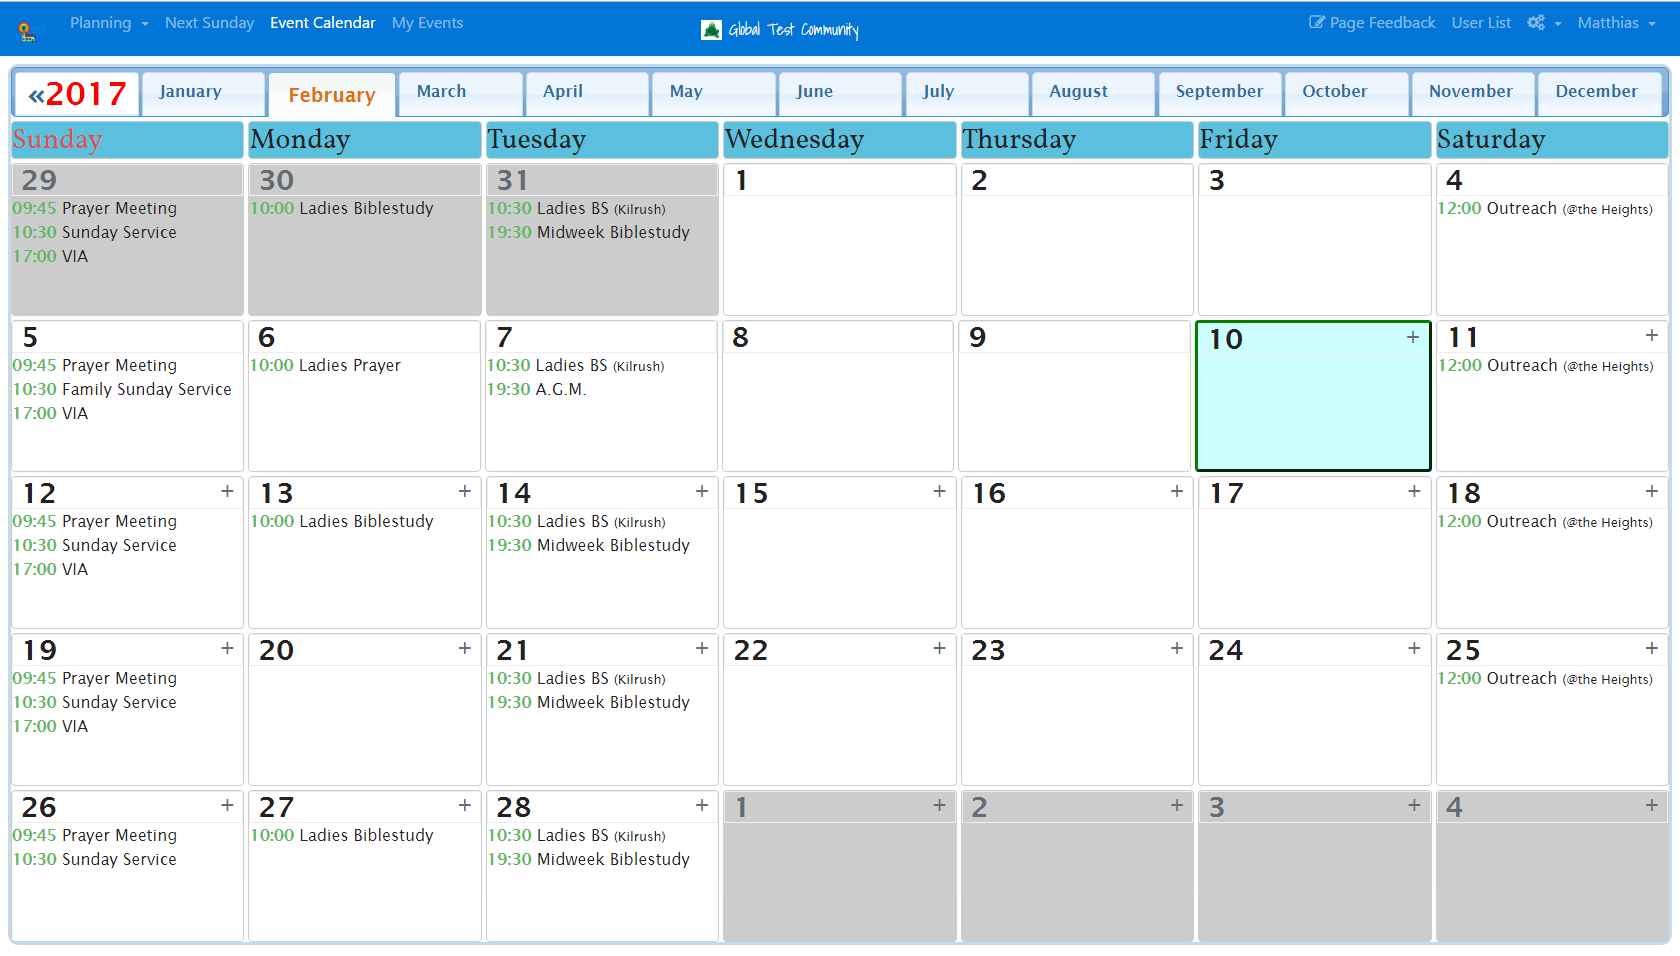 Planning Next Sunday Event Calendar My Events Global Test Community Page Feedback User List Matthias
«2017 January February March April May June July August September October November December
Sunday Monday Tuesday Wednesday Thursday Friday Saturday
29 30 31 1 2 3 4
09:45 Prayer Meeting 10:00 Ladies Biblestudy 10:30 Ladies BS (Kilrush) 12:00 Outreach (@the Heights)
10:30 Sunday Service 19:30 Midweek Biblestudy
17:00 VIA
5 6 7 8 9 10 + 11 +
09:45 Prayer Meeting 10:00 Ladies Prayer 10:30 Ladies BS (Kilrush) 12:00 Outreach (@the Heights)
10:30 Family Sunday Service 19:30 A.G.M.
17:00 VIA
12 + 13 + 14 + 15 + 16 + 17 + 18 +
09:45 Prayer Meeting 10:00 Ladies Biblestudy 10:30 Ladies BS (Kilrush) 12:00 Outreach (@the Heights)
10:30 Sunday Service 19:30 Midweek Biblestudy
17:00 VIA
19 + 20 + 21 + 22 + 23 + 24 + 25 +
09:45 Prayer Meeting 10:30 Ladies BS (Kilrush) 12:00 Outreach (@the Heights)
10:30 Sunday Service 19:30 Midweek Biblestudy
17:00 VIA
26 + 27 + 28 + 1 + 2 + 3 + 4 +
09:45 Prayer Meeting 10:00 Ladies Biblestudy 10:30 Ladies BS (Kilrush)
10:30 Sunday Service 19:30 Midweek Biblestudy